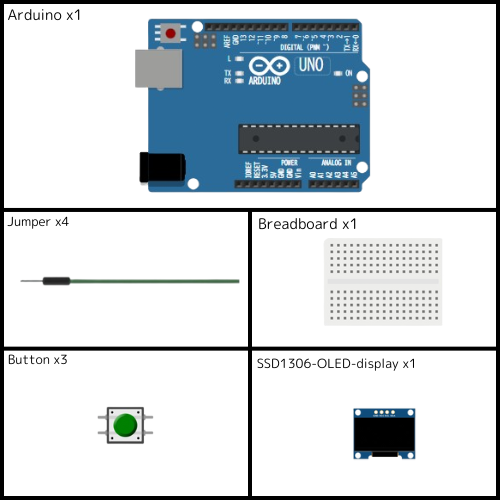 Arduino x1
AREF
GND
13
12
~11
~10
~9
8
7
~6
~5
4
~3
2
TX→1
RX←0
DIGITAL (PWM ~)
L
TX
RX
UNO
ARDUINO
ON
POWER
ANALOG IN
IOREF
RESET
3.3V
5V
GND
GND
Vin
A0
A1
A2
A3
A4
A5
Jumper x4
Breadboard x1
Button x3
SSD1306-OLED-display x1